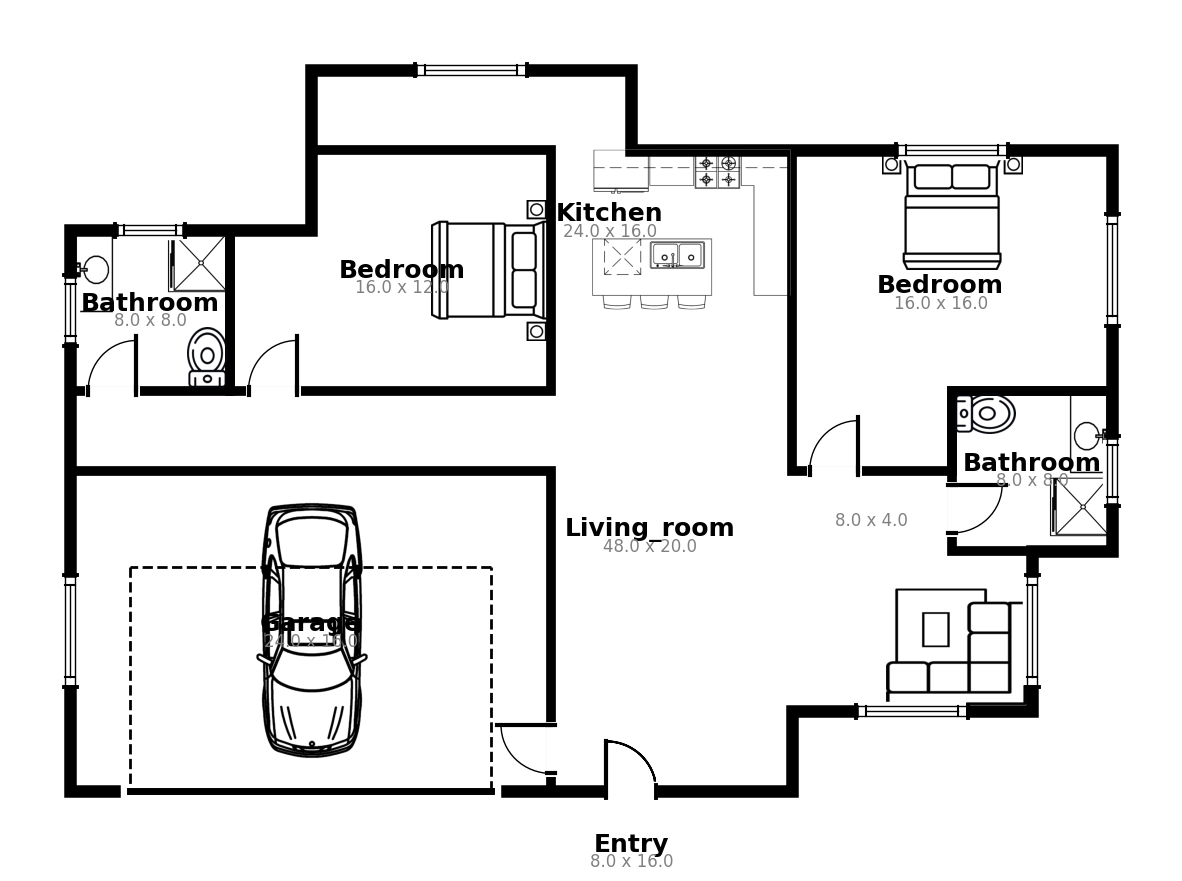 Kitchen
24.0 x 16.0
Bedroom
16.0 x 12.0
Bedroom
16.0 x 16.0
Bathroom
8.0 x 8.0
Bathroom
8.0 x 8.0
8.0 x 4.0
Living_room
48.0 x 20.0
Garage
24.0 x 16.0
Entry
8.0 x 16.0